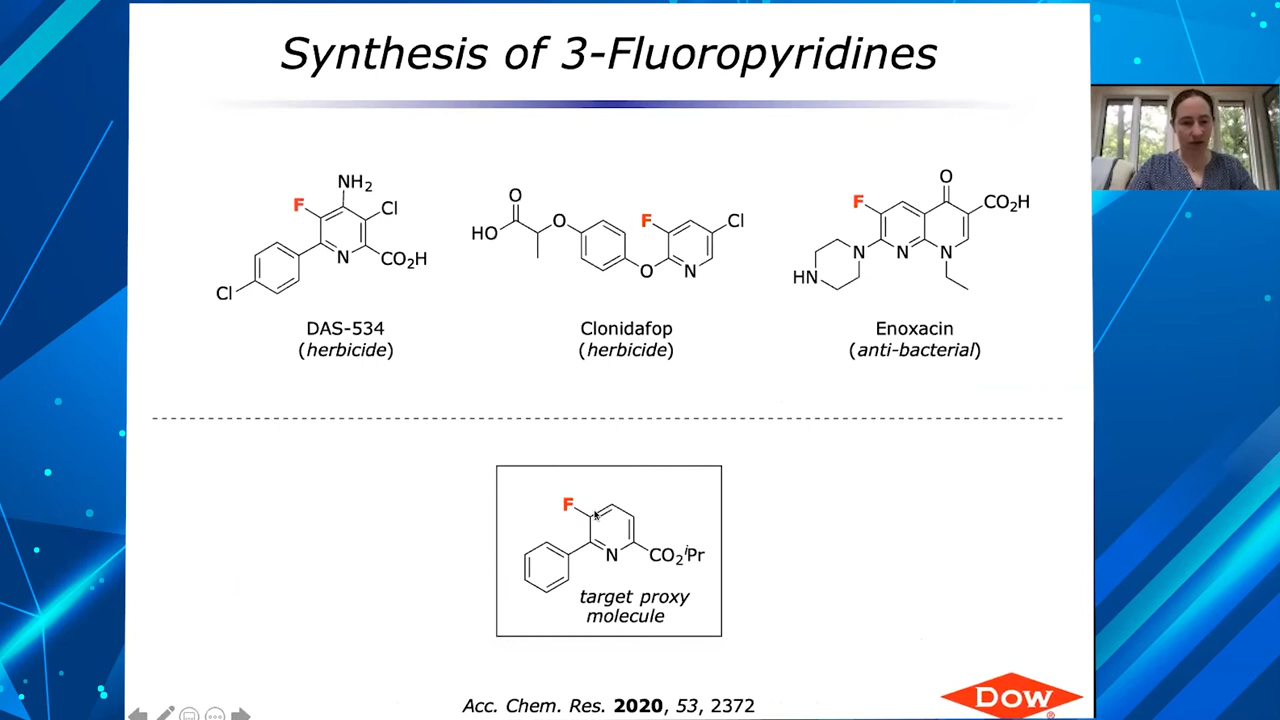 Synthesis of 3-Fluoropyridines
NH2
F
Cl
N
CO2H
Cl
DAS-534
(herbicide)
O
HO
O
F
Cl
O
N
Clonidafop
(herbicide)
O
F
CO2H
N
N
N
HN
Enoxacin
(anti-bacterial)
F
N
CO2iPr
target proxy
molecule
Acc. Chem. Res. 2020, 53, 2372
Dow
®